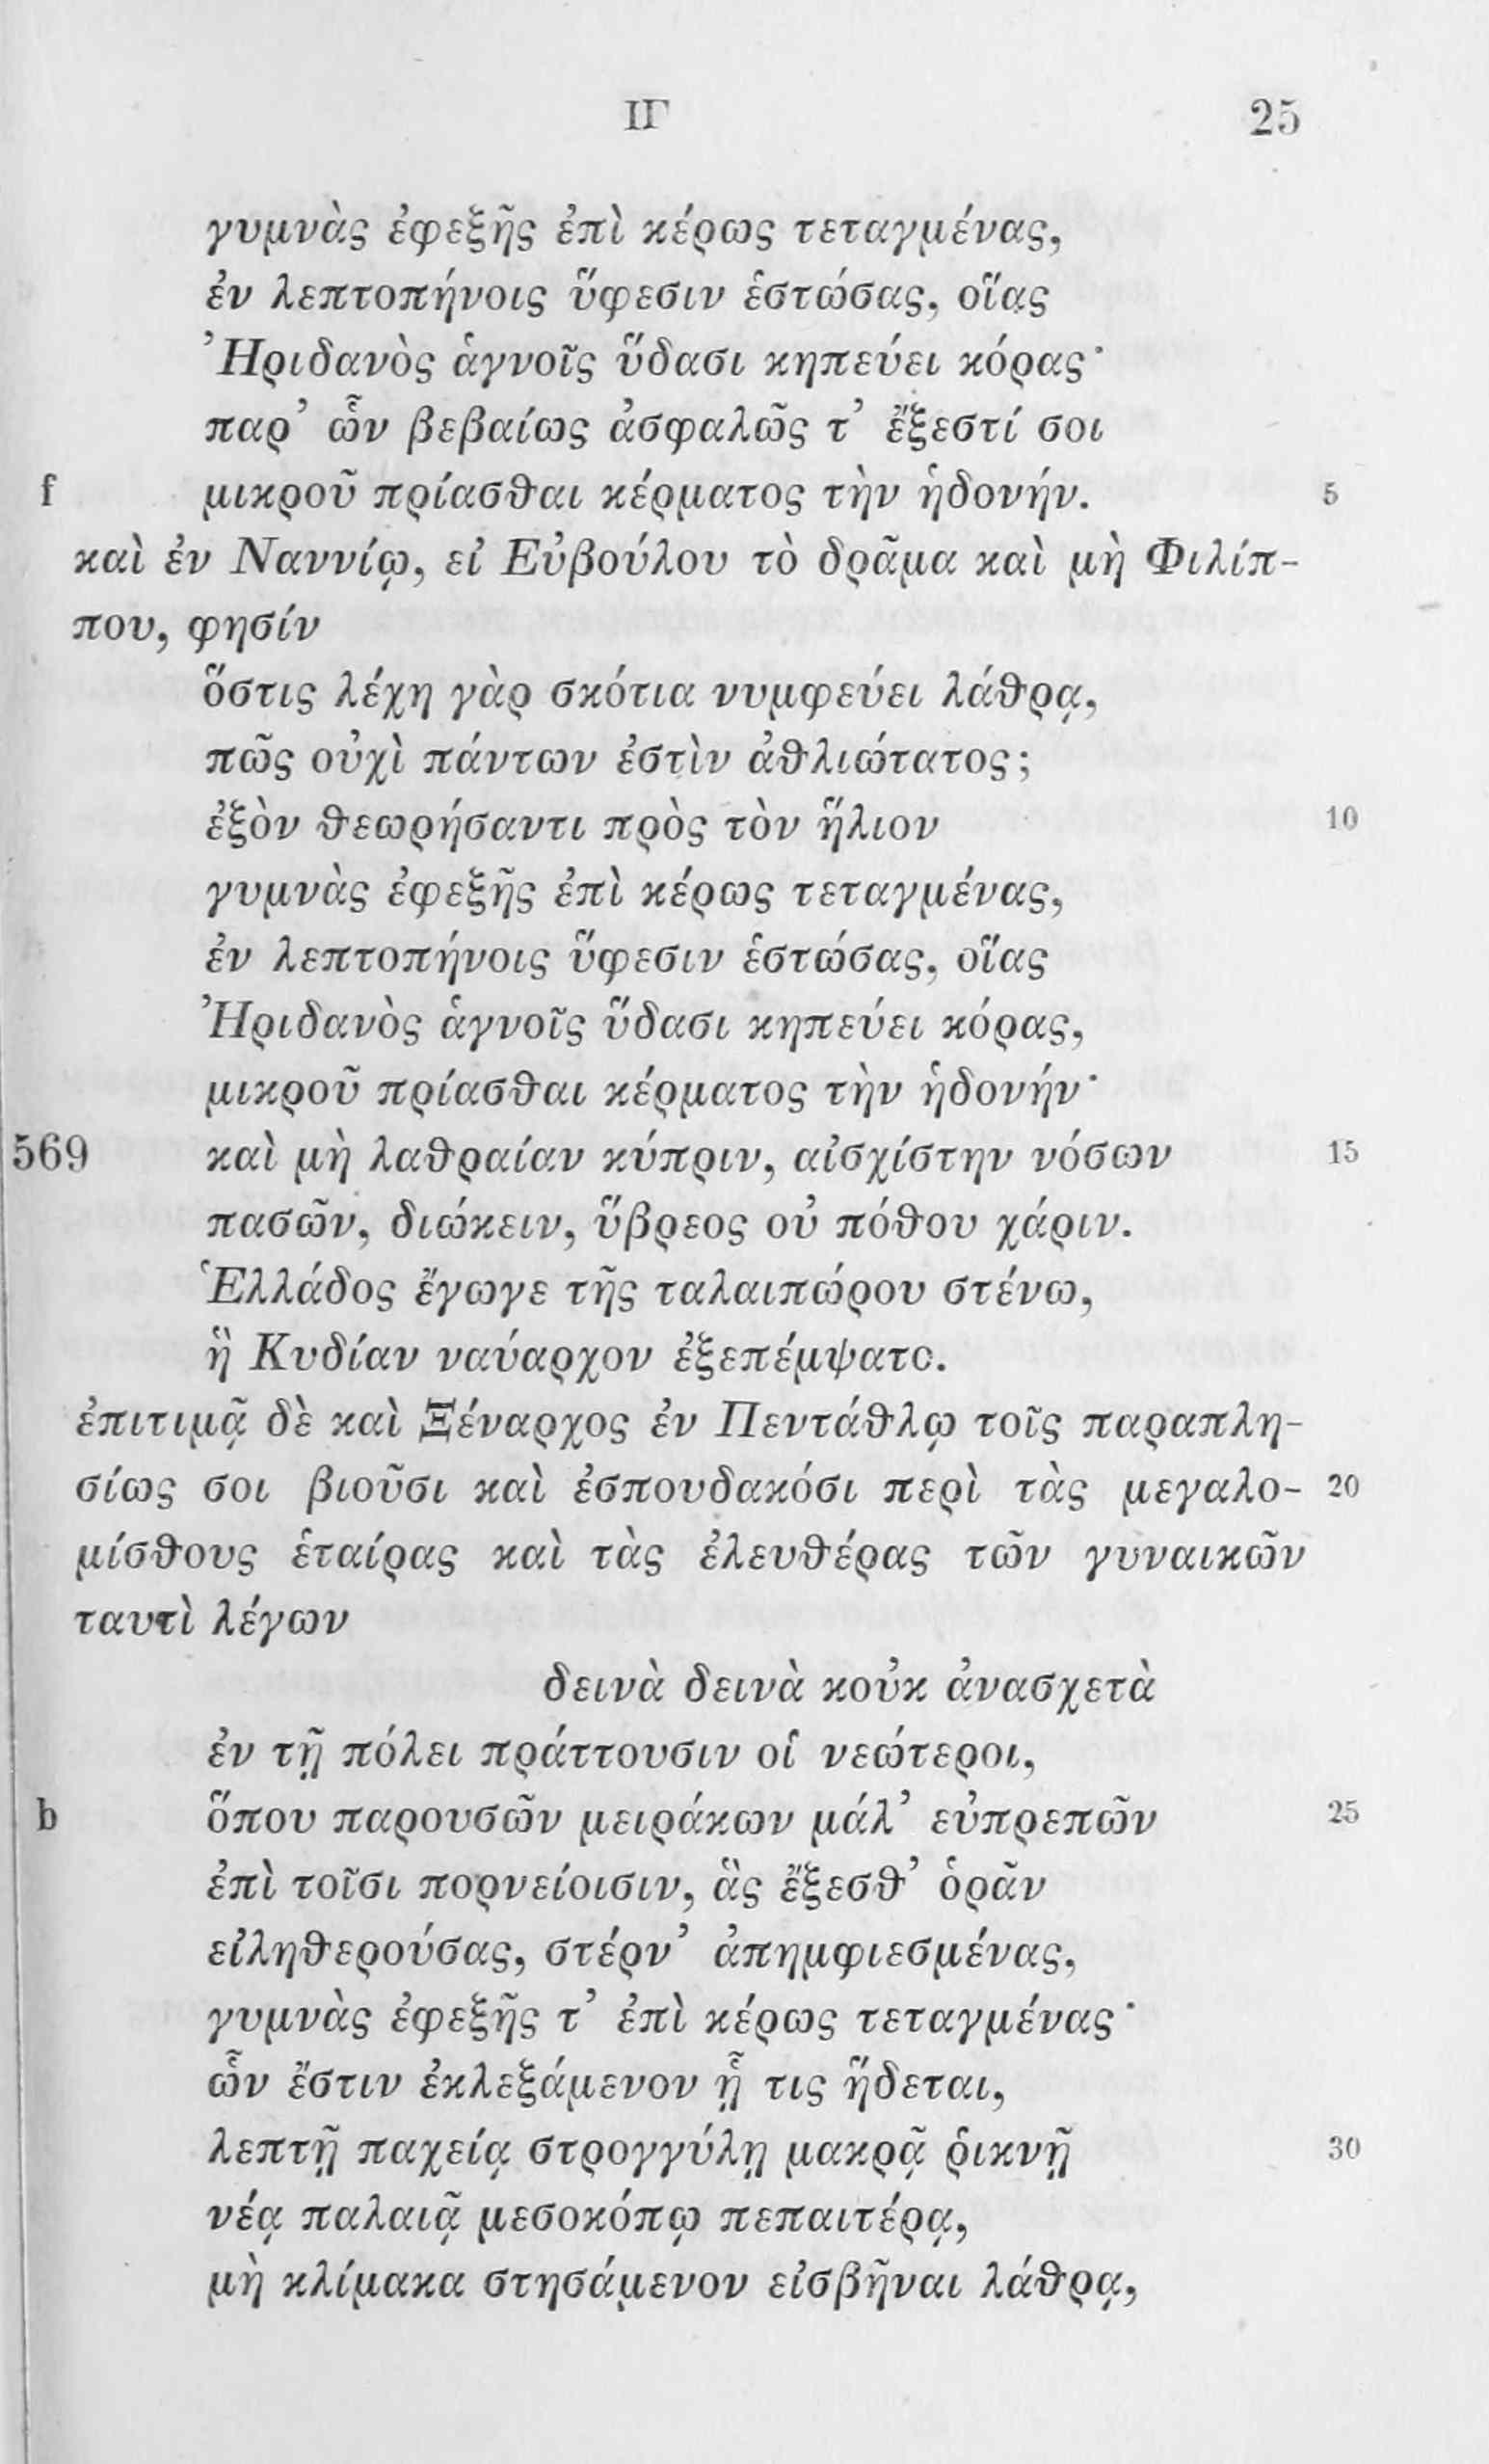 ΙΓ 25
γυμνὰς ἐφεξῆς ἐπὶ κέρως τεταγμένας,
ἐν λεπτοπήνοις ὕφεσιν ἑστώσας, οἵας
Ἠριδανὸς ἁγνοῖς ὕδασι κηπεύει κόρας·
παρ’ ὧν βεβαίως ἀσφαλῶς τ’ ἔξεστί σοι
f μικροῦ πρίασθαι κέρματος τὴν ἡδονήν. 5
καὶ ἐν Ναννίῳ, εἰ Εὐβούλου τὸ δρᾶμα καὶ μὴ Φιλίπ-
που, φησίν
ὅστις λέχη γὰρ σκότια νυμφεύει λάθρᾳ,
πῶς οὐχὶ πάντων ἐστὶν ἀθλιώτατος;
ἐξὸν θεωρήσαντι πρὸς τὸν ἥλιον 10
γυμνὰς ἐφεξῆς ἐπὶ κέρως τεταγμένας,
ἐν λεπτοπήνοις ὕφεσιν ἑστώσας, οἵας
Ἠριδανὸς ἁγνοῖς ὕδασι κηπεύει κόρας,
μικροῦ πρίασθαι κέρματος τὴν ἡδονήν·
569 καὶ μὴ λαθραίαν κύπριν, αἰσχίστην νόσων 15
πασῶν, διώκειν, ὕβρεος οὐ πόθου χάριν.
Ἑλλάδος ἔγωγε τῆς ταλαιπώρου στένω,
ἣ Κυδίαν ναύαρχον ἐξεπέμψατο.
ἐπιτιμᾷ δὲ καὶ Ξέναρχος ἐν Πεντάθλῳ τοῖς παραπλη-
σίως σοι βιοῦσι καὶ ἐσπουδακόσι περὶ τὰς μεγαλο- 20
μίσθους ἑταίρας καὶ τὰς ἐλευθέρας τῶν γυναικῶν
ταυτὶ λέγων
δεινὰ δεινὰ κοὐκ ἀνασχετὰ
ἐν τῇ πόλει πράττουσιν οἱ νεώτεροι,
b ὅπου παρουσῶν μειράκων μάλ’ εὐπρεπῶν 25
ἐπὶ τοῖσι πορνείοισιν, ἃς ἔξεσθ’ ὁρᾶν
εἰληθερούσας, στέρν’ ἀπημφιεσμένας,
γυμνὰς ἐφεξῆς τ’ ἐπὶ κέρως τεταγμένας·
ὧν ἔστιν ἐκλεξάμενον ᾗ τις ἥδεται,
λεπτῇ παχείᾳ στρογγύλῃ μακρᾷ ῥικνῇ 30
νέᾳ παλαιᾷ μεσοκόπῳ πεπαιτέρᾳ,
μὴ κλίμακα στησάμενον εἰσβῆναι λάθρᾳ,